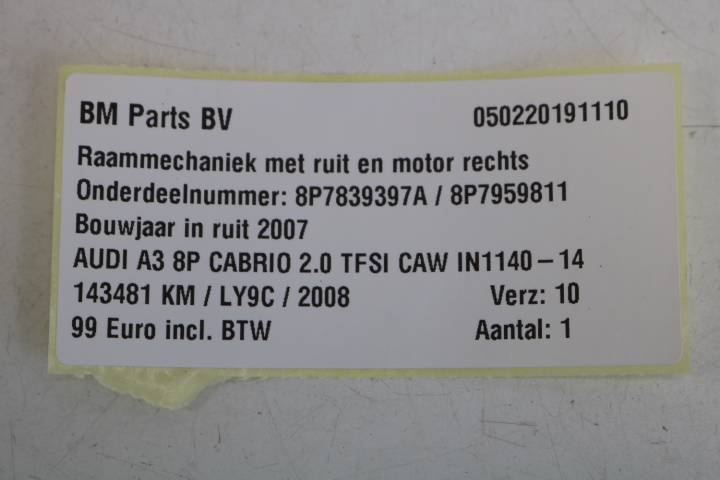 BM Parts BV 050220191110
Raammechaniek met ruit en motor rechts
Onderdeelnummer: 8P7839397A / 8P7959811
Bouwjaar in ruit 2007
AUDI A3 8P CABRIO 2.0 TFSI CAW IN1140-14
143481 KM / LY9C / 2008 Verz: 10
99 Euro incl. BTW Aantal: 1